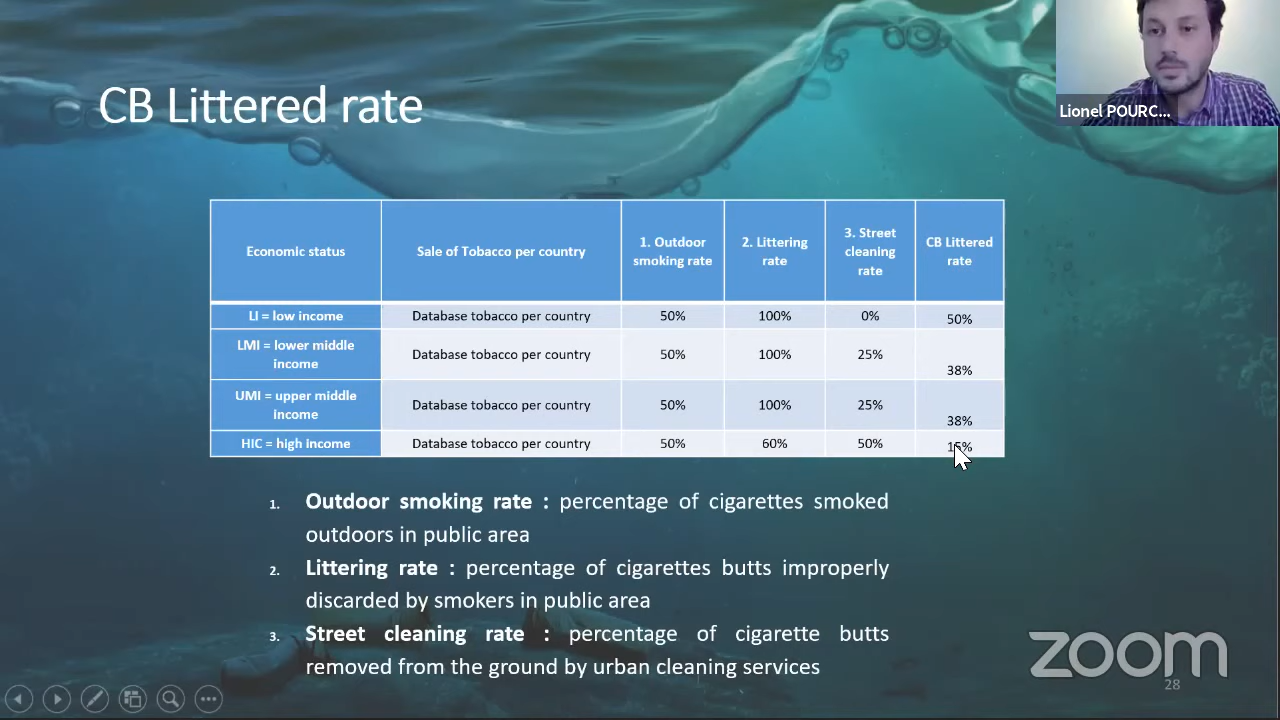 CB Littered rate
Lionel POURC...
Economic status
Sale of Tobacco per country
1. Outdoor
smoking rate
2. Littering
rate
3. Street
cleaning
rate
CB Littered
rate
LI = low income
Database tobacco per country
50%
100%
0%
50%
LMI = lower middle
income
Database tobacco per country
50%
100%
25%
38%
UMI = upper middle
income
Database tobacco per country
50%
100%
25%
38%
HIC = high income
Database tobacco per country
50%
60%
50%
15%
1. Outdoor smoking rate : percentage of cigarettes smoked
outdoors in public area
2. Littering rate : percentage of cigarettes butts improperly
discarded by smokers in public area
3. Street cleaning rate : percentage of cigarette butts
removed from the ground by urban cleaning services
zoom
28